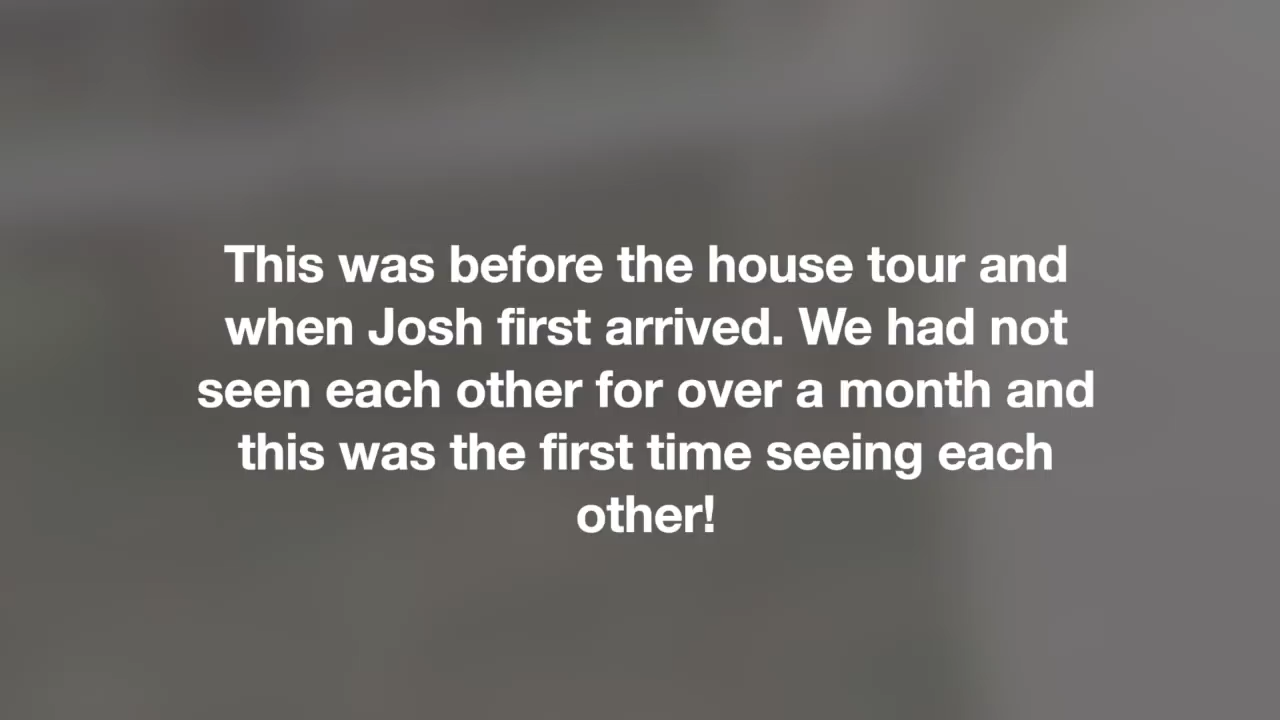 This was before the house tour and
when Josh first arrived. We had not
seen each other for over a month and
this was the first time seeing each
other!